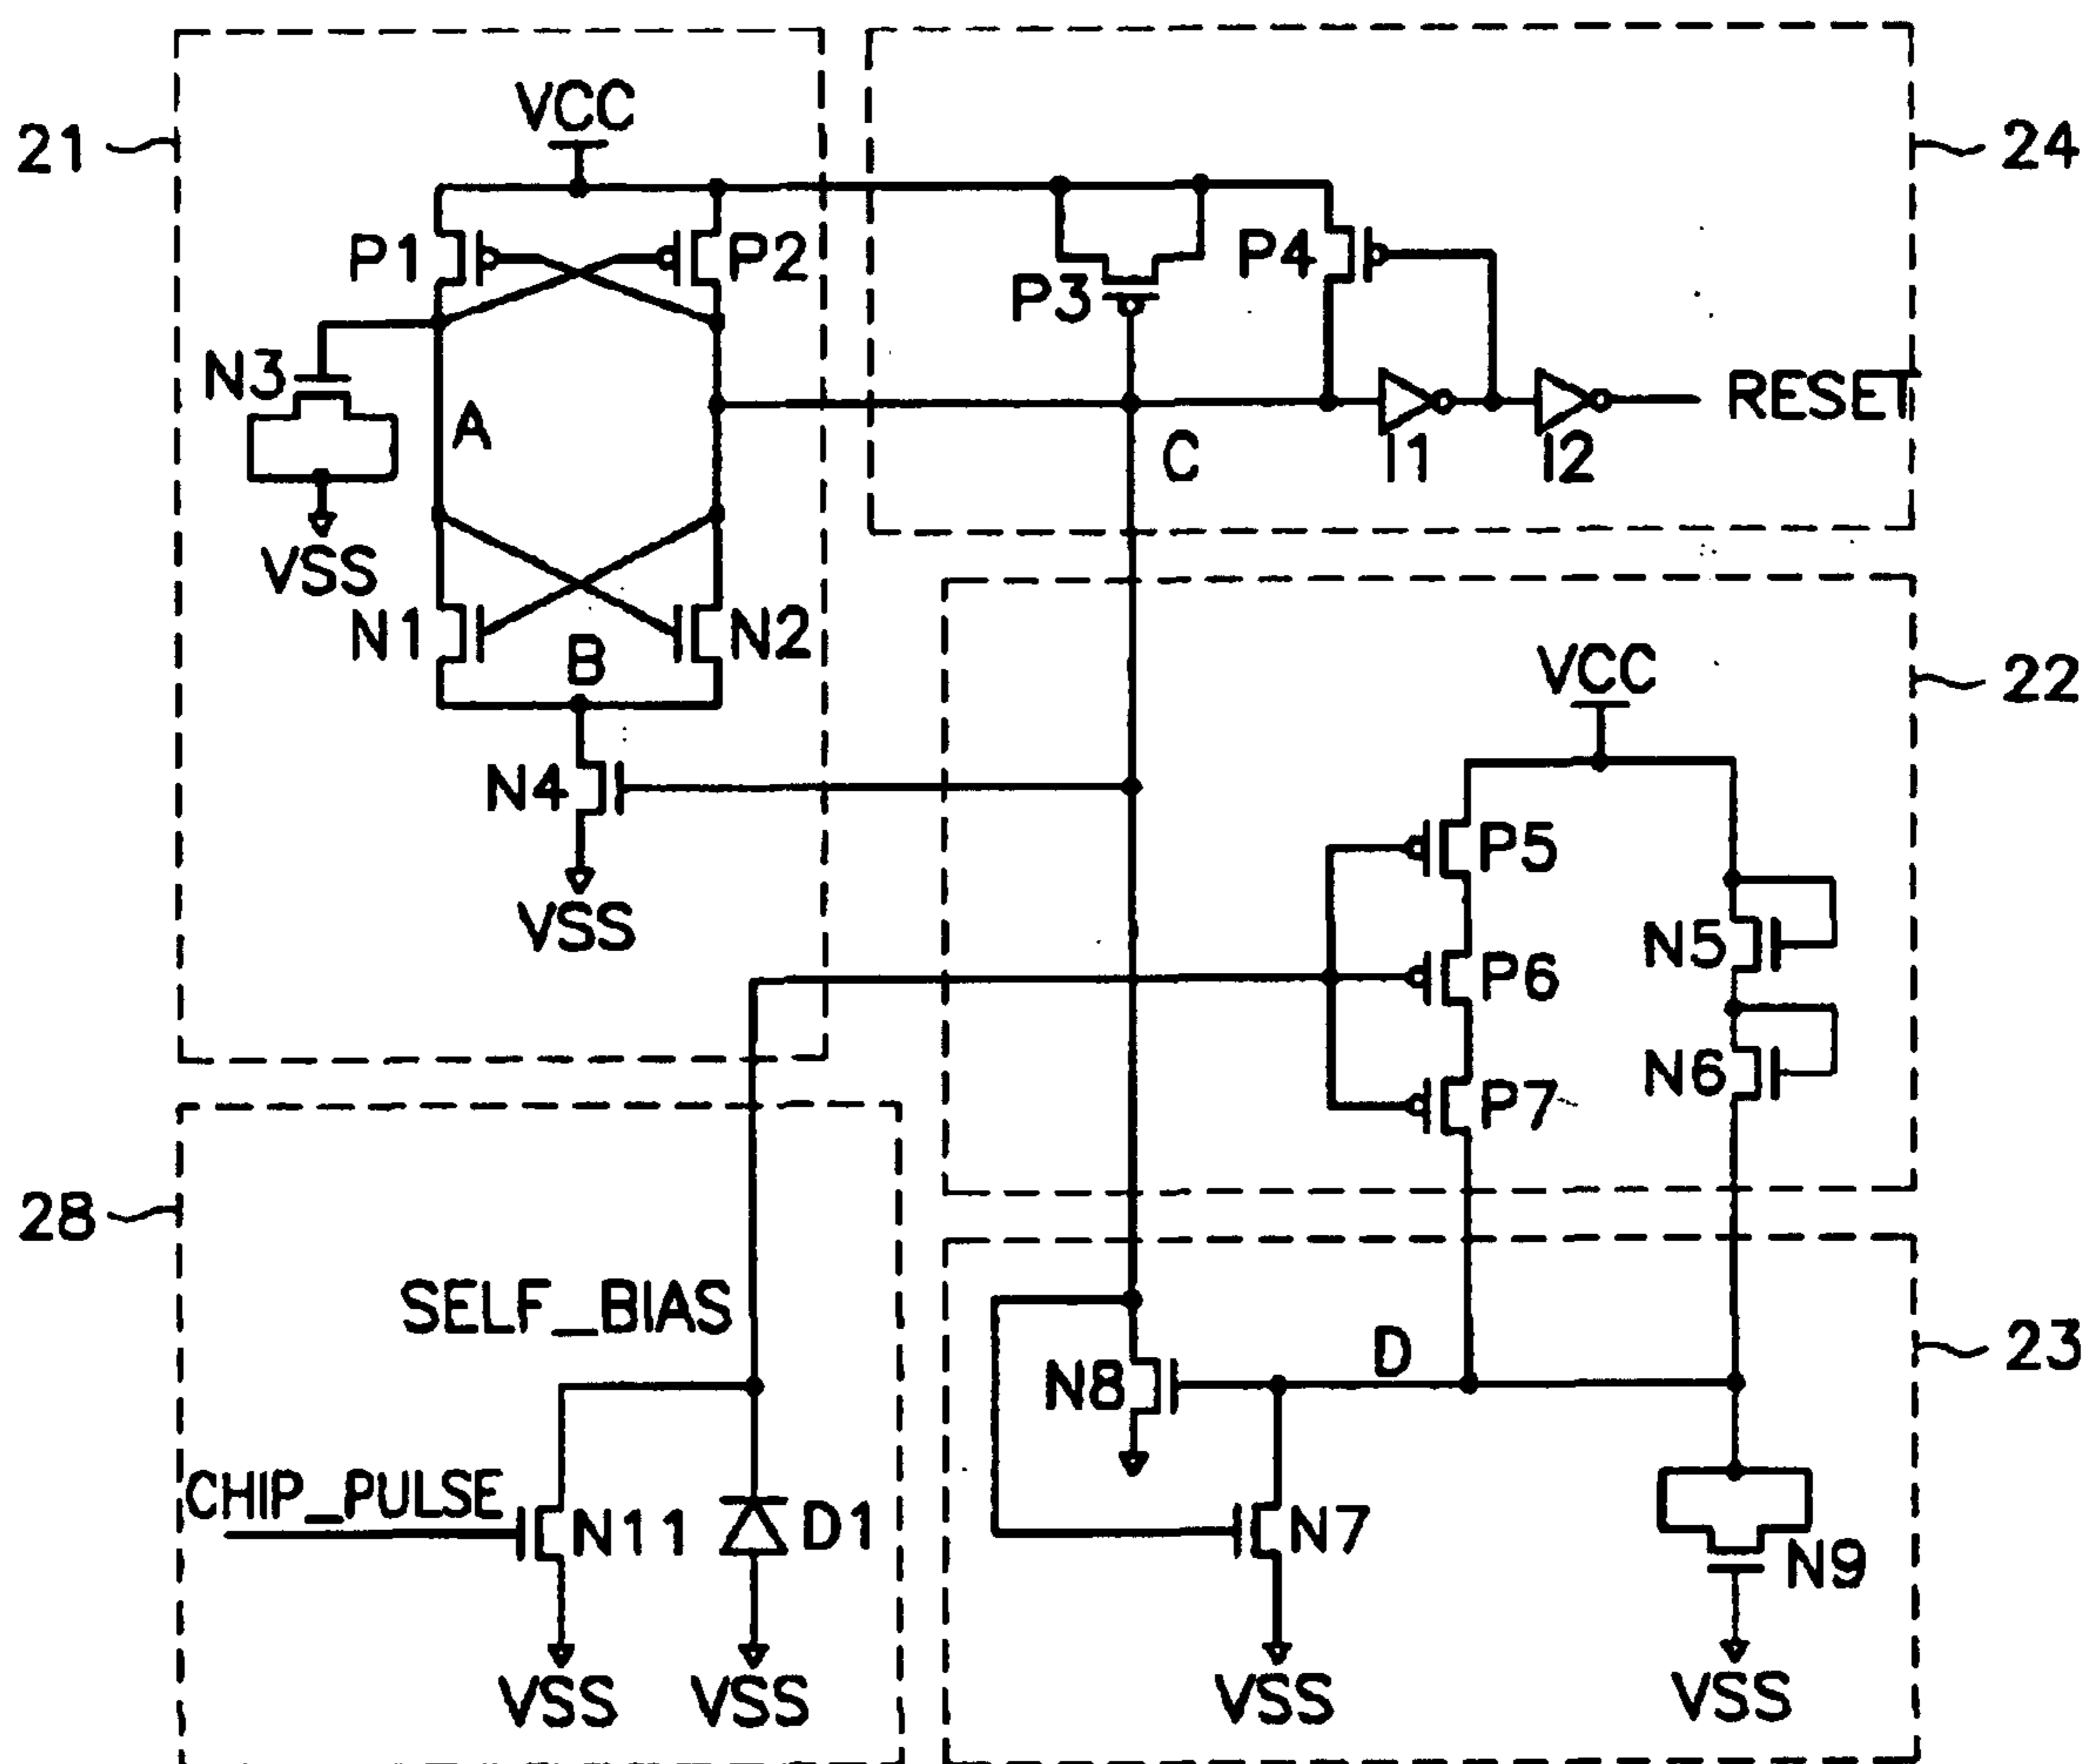 21
VCC
24
P1
P2
P3
P4
N3
A
C
I1
I2
RESET
VSS
N1
B
N2
VCC
22
N4
P5
VSS
N5
P6
N6
P7
28
SELF_BIAS
D
23
N8
CHIP_PULSE
N11
D1
N7
N9
VSS
VSS
VSS
VSS